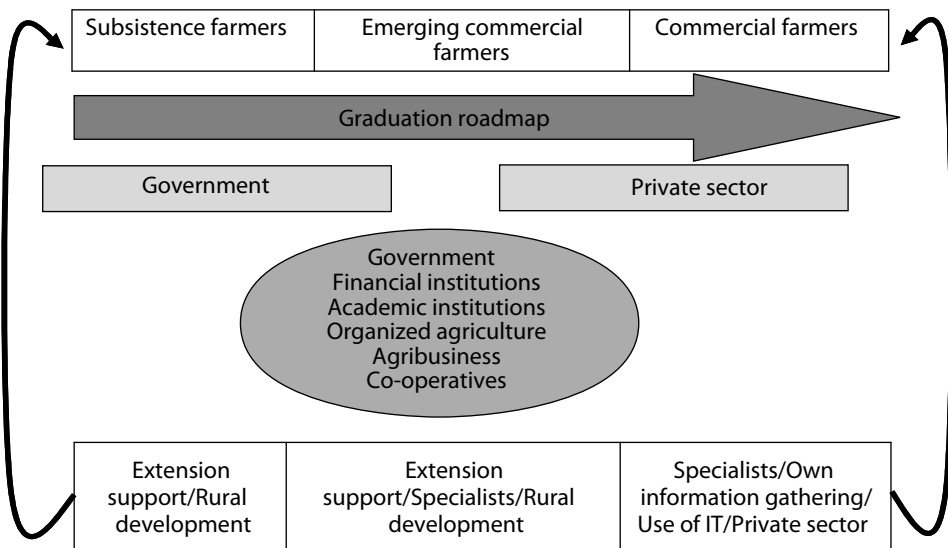 Subsistence farmers
Emerging commercial
farmers
Commercial farmers
Graduation roadmap
Government
Private sector
Government
Financial institutions
Academic institutions
Organized agriculture
Agribusiness
Co-operatives
Extension
support/Rural
development
Extension
support/Specialists/Rural
development
Specialists/Own
information gathering/
Use of IT/Private sector